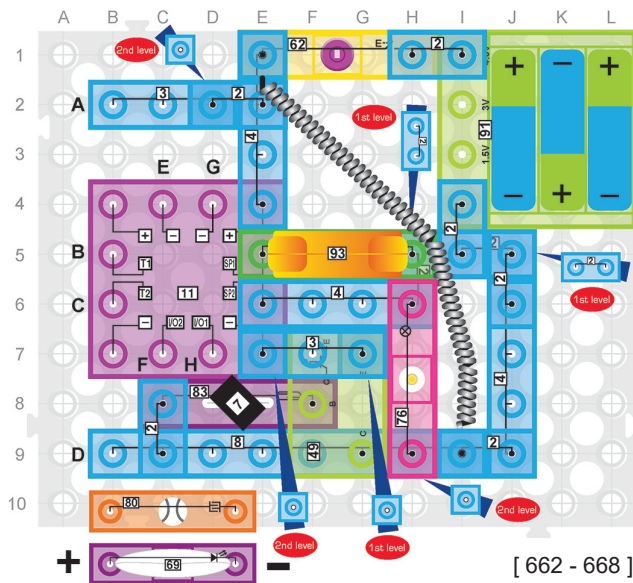 A B C D E F G H I J K L
1 62 E 2
2nd level
+ - +
2 A 3 2 3V 91
1st level
2
3 4 1.5V
E G
4 - + -
+ - - +
2
B 5 T1 SP1 93 2 2
2
2
11
C 6 T2 SP2 4
1st level
- I/O2 I/O1 -
7 3 E
4
F H
8 83 7 B 76
2
D 9 8 49 C 2
10 80
2nd level
1st level
2nd level
+ 69 -
[ 662 - 668 ]